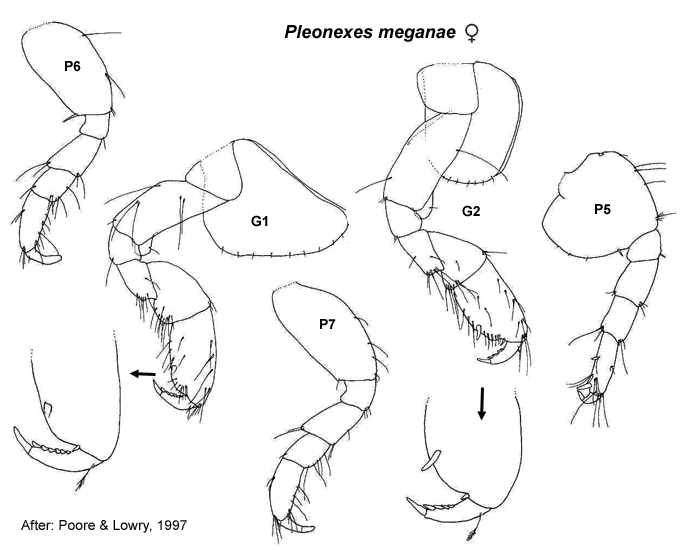 Pleonexes meganae ♀
P6
G1
G2
P5
P7
After: Poore & Lowry, 1997